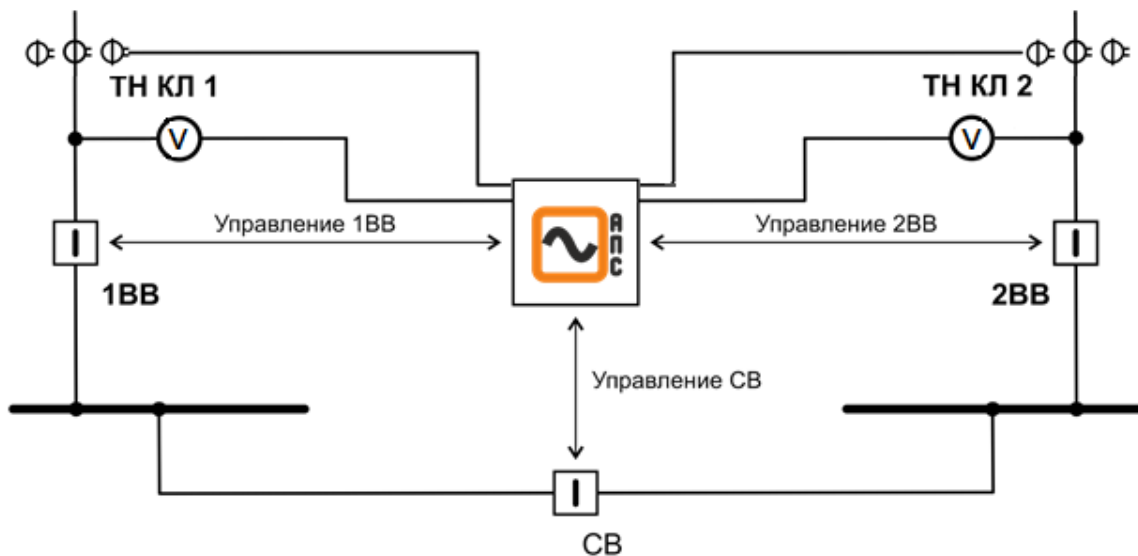 ТН КЛ 1
ТН КЛ 2
V
V
Управление 1ВВ
АПС
Управление 2ВВ
1ВВ
2ВВ
Управление СВ
СВ